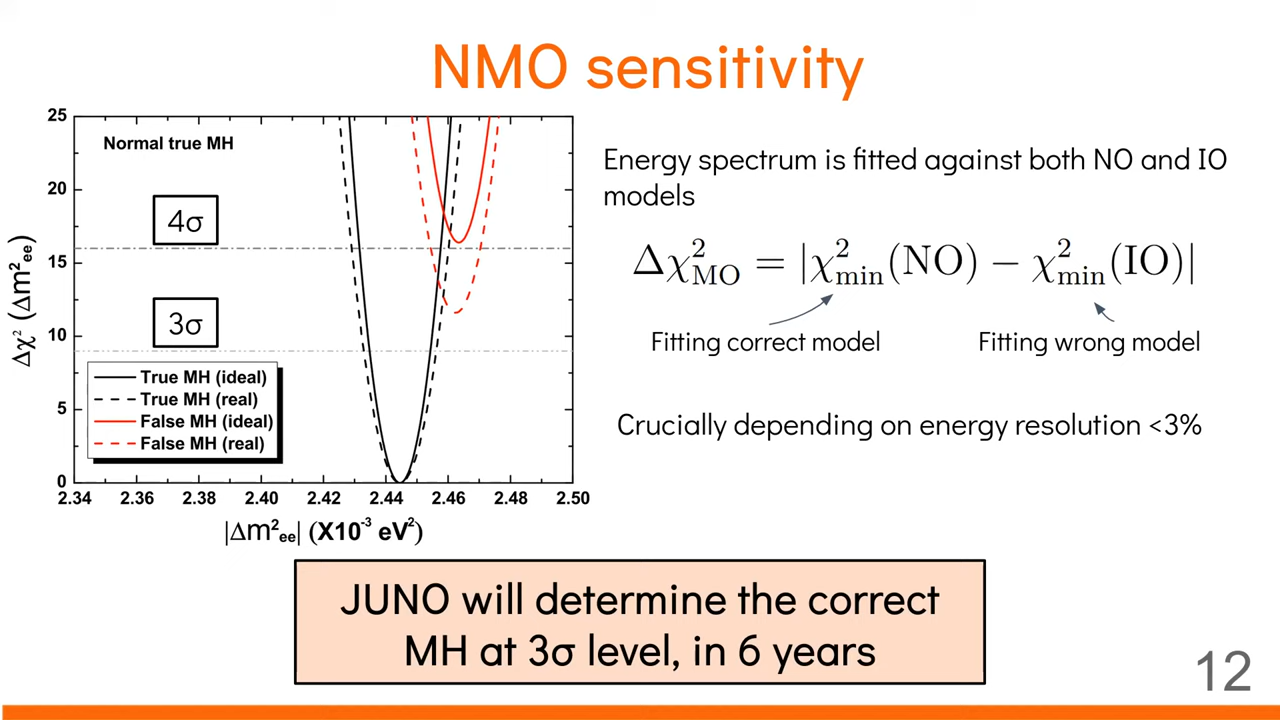 NMO sensitivity
25
20
15
10
5
0
Δχ² (Δm²ee)
Normal true MH
4σ
3σ
True MH (ideal)
True MH (real)
False MH (ideal)
False MH (real)
2.34 2.36 2.38 2.40 2.42 2.44 2.46 2.48 2.50
|Δm²ee| (X10⁻³ eV²)
Energy spectrum is fitted against both NO and IO
models
Δχ²MO = |χ²min(NO) − χ²min(IO)|
Fitting correct model Fitting wrong model
Crucially depending on energy resolution <3%
JUNO will determine the correct
MH at 3σ level, in 6 years
12